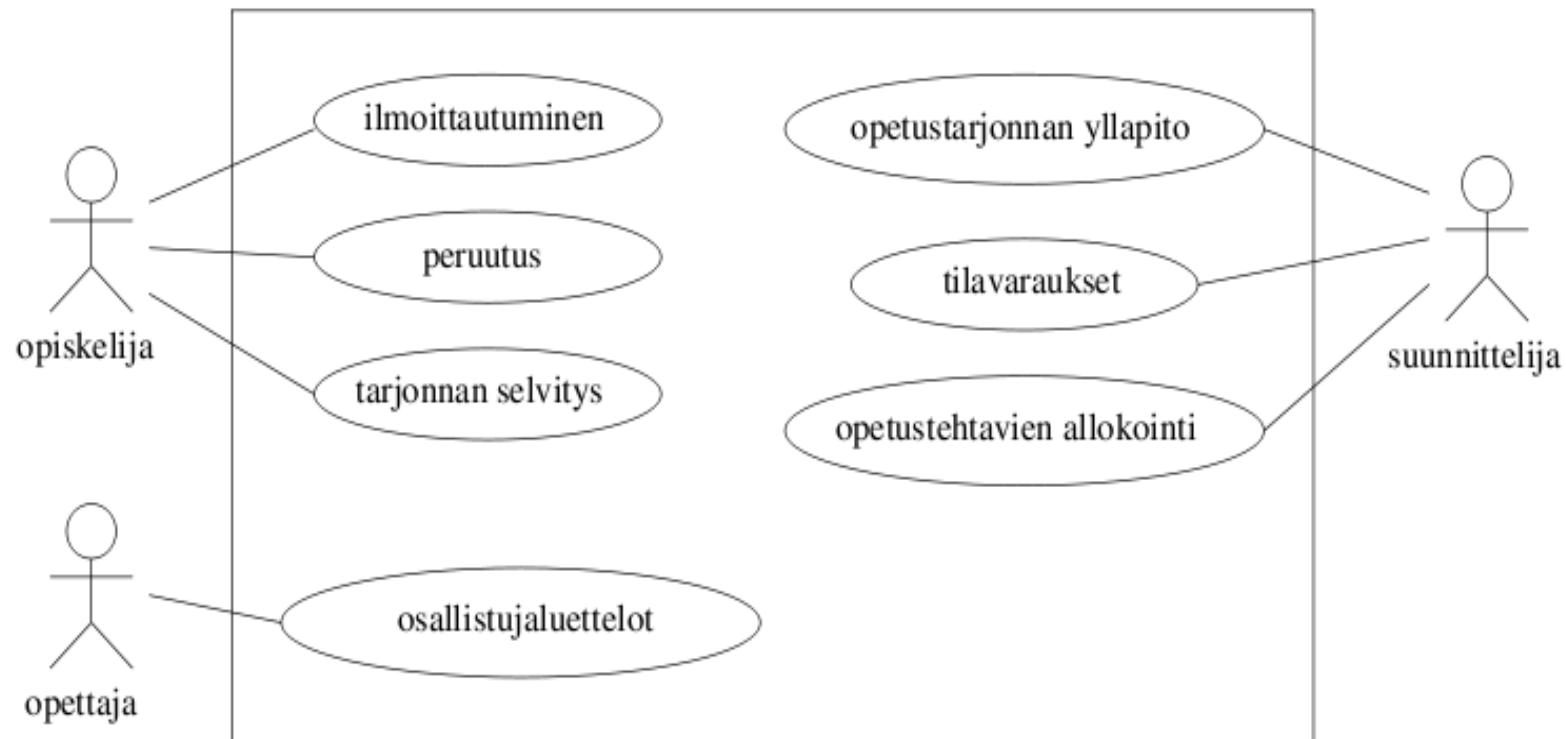 ilmoittautuminen
opetustarjonnan yllapito
peruutus
tilavaraukset
opiskelija
suunnittelija
tarjonnan selvitys
opetustehtavien allokointi
osallistujaluettelot
opettaja